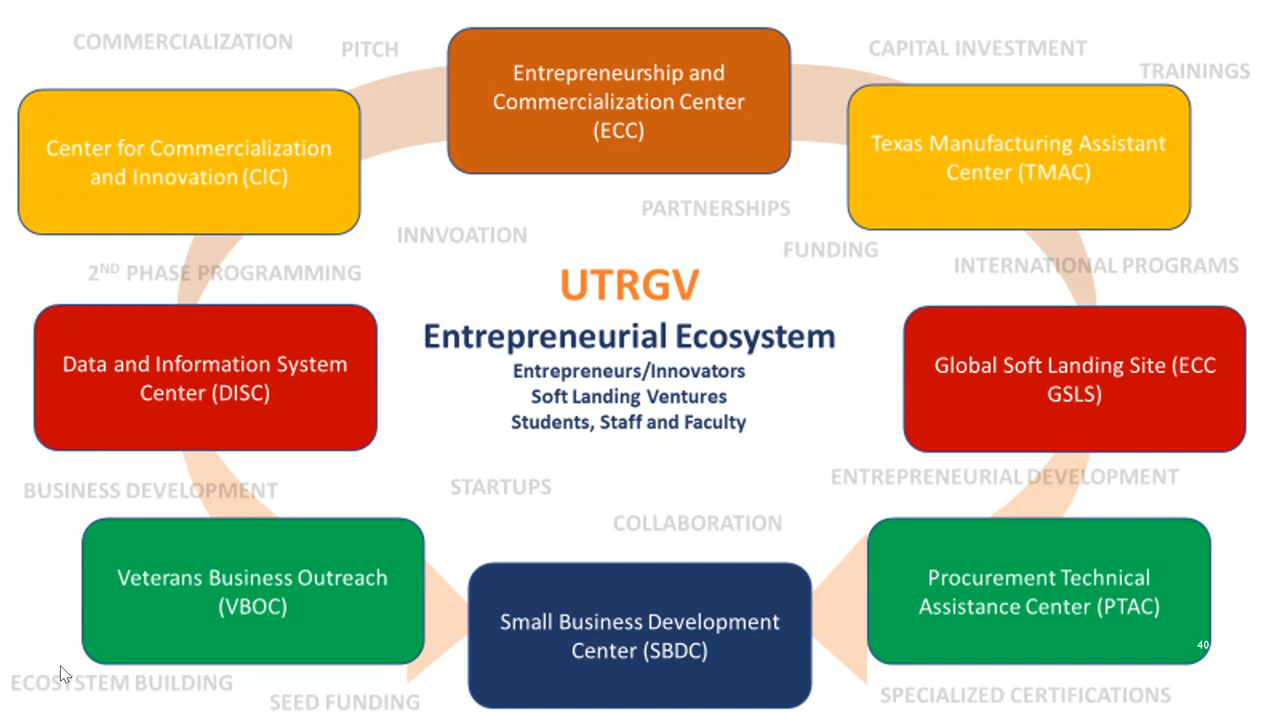 COMMERCIALIZATION
PITCH
CAPITAL INVESTMENT
TRAININGS
Entrepreneurship and
Commercialization Center
(ECC)
Center for Commercialization
and Innovation (CIC)
Texas Manufacturing Assistant
Center (TMAC)
PARTNERSHIPS
INNVOATION
FUNDING
2ND PHASE PROGRAMMING
INTERNATIONAL PROGRAMS
UTRGV
Entrepreneurial Ecosystem
Entrepreneurs/Innovators
Soft Landing Ventures
Students, Staff and Faculty
Data and Information System
Center (DISC)
Global Soft Landing Site (ECC
GSLS)
BUSINESS DEVELOPMENT
STARTUPS
ENTREPRENEURIAL DEVELOPMENT
COLLABORATION
Veterans Business Outreach
(VBOC)
Small Business Development
Center (SBDC)
Procurement Technical
Assistance Center (PTAC)
40
ECOSYSTEM BUILDING
SEED FUNDING
SPECIALIZED CERTIFICATIONS